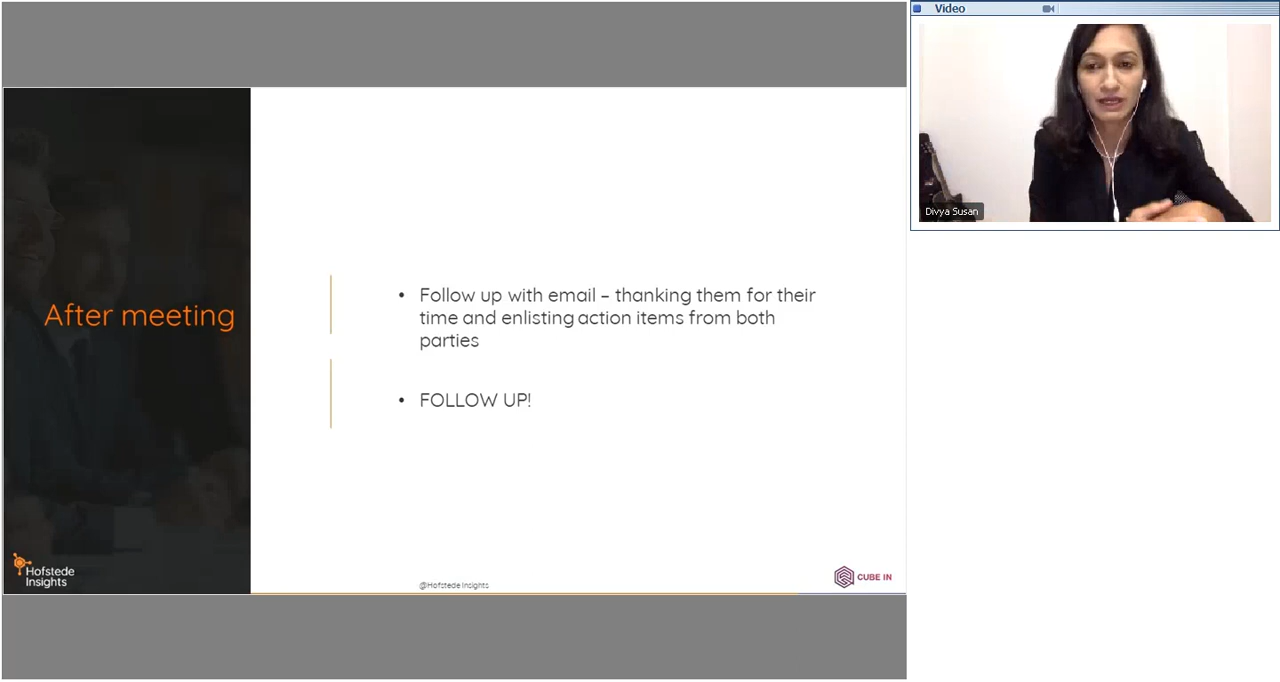 Video
Divya Susan
After meeting
• Follow up with email – thanking them for their
time and enlisting action items from both
parties
• FOLLOW UP!
Hofstede
Insights
@Hofstede Insights
CUBE IN